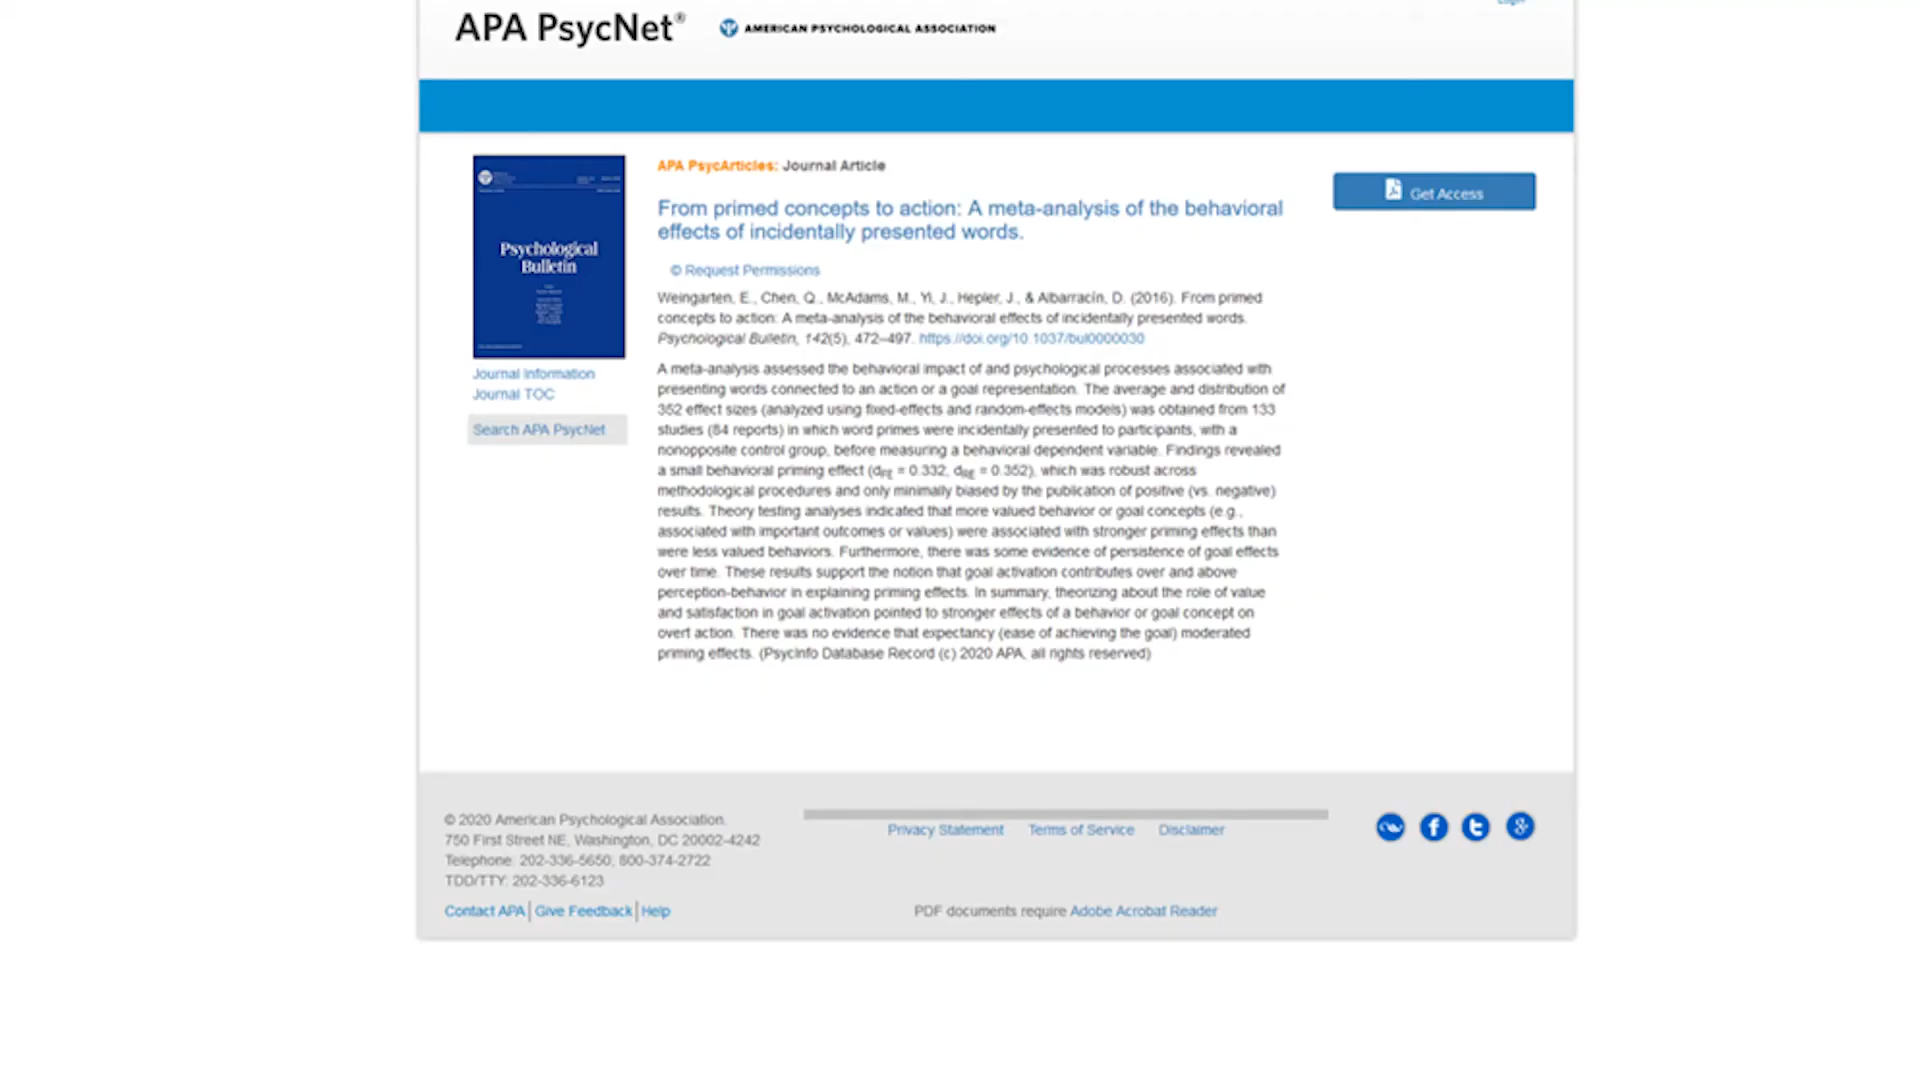 Login
APA PsycNet®
AMERICAN PSYCHOLOGICAL ASSOCIATION
Psychological
Bulletin
Journal Information
Journal TOC
Search APA PsycNet
APA PsycArticles: Journal Article
From primed concepts to action: A meta-analysis of the behavioral
effects of incidentally presented words.
© Request Permissions
Weingarten, E., Chen, Q., McAdams, M., Yi, J., Hepler, J., & Albarracín, D. (2016). From primed
concepts to action: A meta-analysis of the behavioral effects of incidentally presented words.
Psychological Bulletin, 142(5), 472–497. https://doi.org/10.1037/bul0000030
A meta-analysis assessed the behavioral impact of and psychological processes associated with
presenting words connected to an action or a goal representation. The average and distribution of
352 effect sizes (analyzed using fixed-effects and random-effects models) was obtained from 133
studies (84 reports) in which word primes were incidentally presented to participants, with a
nonopposite control group, before measuring a behavioral dependent variable. Findings revealed
a small behavioral priming effect (dFE = 0.332, dRE = 0.352), which was robust across
methodological procedures and only minimally biased by the publication of positive (vs. negative)
results. Theory testing analyses indicated that more valued behavior or goal concepts (e.g.,
associated with important outcomes or values) were associated with stronger priming effects than
were less valued behaviors. Furthermore, there was some evidence of persistence of goal effects
over time. These results support the notion that goal activation contributes over and above
perception-behavior in explaining priming effects. In summary, theorizing about the role of value
and satisfaction in goal activation pointed to stronger effects of a behavior or goal concept on
overt action. There was no evidence that expectancy (ease of achieving the goal) moderated
priming effects. (PsycInfo Database Record (c) 2020 APA, all rights reserved)
Get Access
© 2020 American Psychological Association.
750 First Street NE, Washington, DC 20002-4242
Telephone: 202-336-5650; 800-374-2722
TDD/TTY: 202-336-6123
Contact APA | Give Feedback | Help
Privacy Statement Terms of Service Disclaimer
PDF documents require Adobe Acrobat Reader